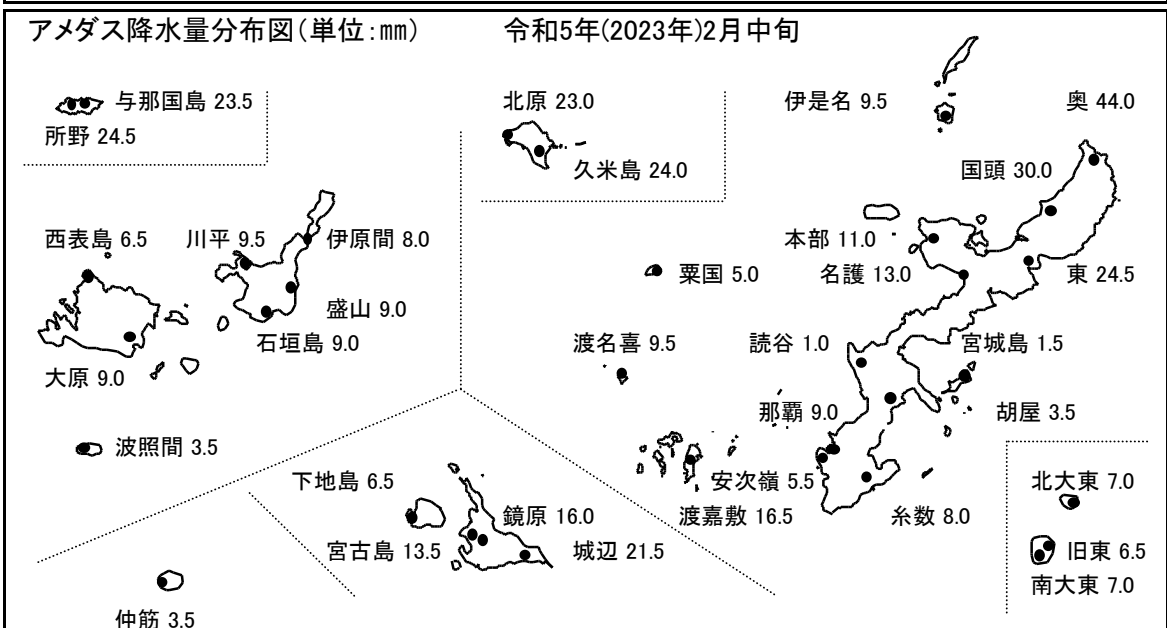 アメダス降水量分布図(単位:㎜) 令和5年(2023年)2月中旬
与那国島 23.5
所野 24.5
北原 23.0
久米島 24.0
伊是名 9.5
奥 44.0
国頭 30.0
西表島 6.5
川平 9.5
伊原間 8.0
本部 11.0
名護 13.0
東 24.5
粟国 5.0
盛山 9.0
石垣島 9.0
大原 9.0
渡名喜 9.5
読谷 1.0
宮城島 1.5
那覇 9.0
胡屋 3.5
波照間 3.5
下地島 6.5
安次嶺 5.5
渡嘉敷 16.5
糸数 8.0
北大東 7.0
鏡原 16.0
宮古島 13.5
城辺 21.5
旧東 6.5
南大東 7.0
仲筋 3.5